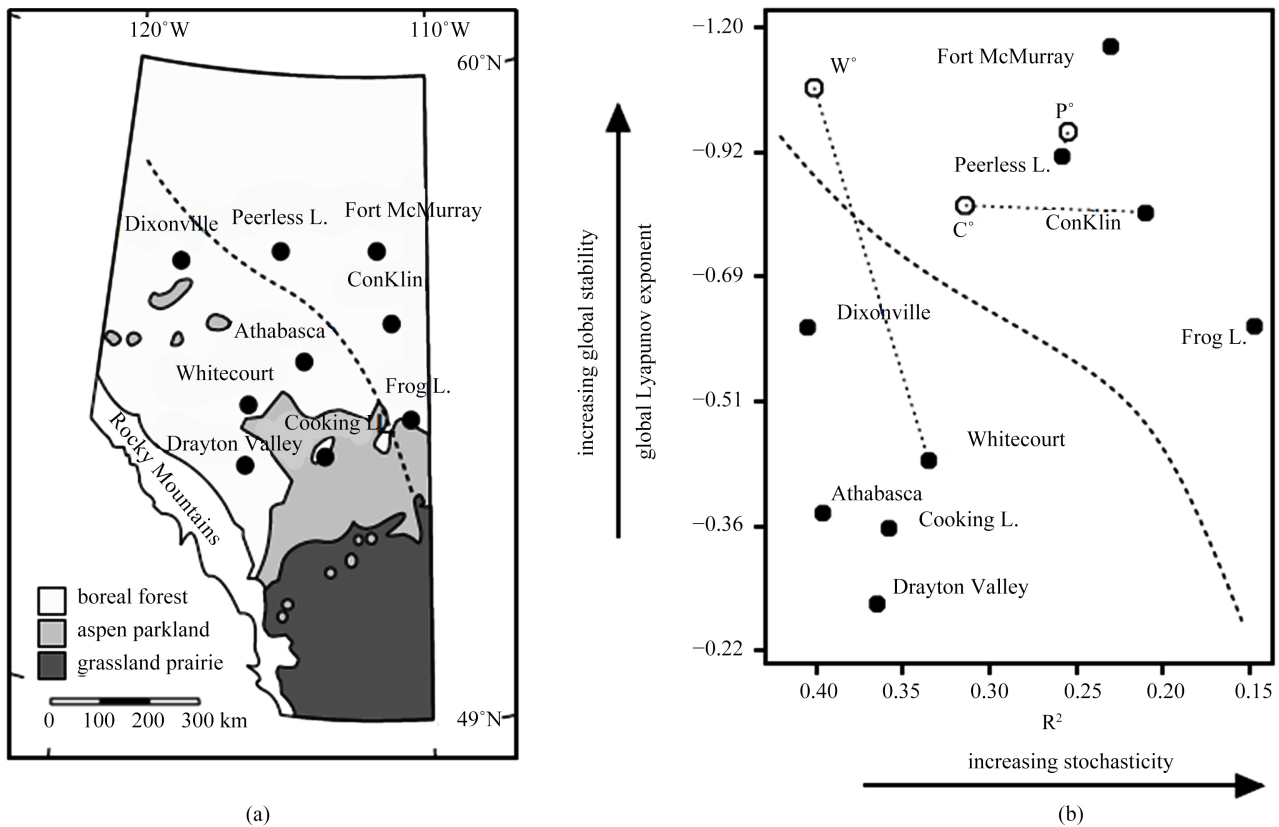 120˚W
110˚W
60˚N
Dixonville
Peerless L.
Fort McMurray
ConKlin
Athabasca
Whitecourt
Frog L.
Cooking L
Drayton Valley
Rocky Mountains
boreal forest
aspen parkland
grassland prairie
0 100 200 300 km
49˚N
(a)
increasing global stability
global Lyapunov exponent
−1.20
−0.92
−0.69
−0.51
−0.36
−0.22
Fort McMurray
W˚
P˚
Peerless L.
C˚
ConKlin
Dixonville
Frog L.
Whitecourt
Athabasca
Cooking L.
Drayton Valley
0.40 0.35 0.30 0.25 0.20 0.15
R²
increasing stochasticity
(b)